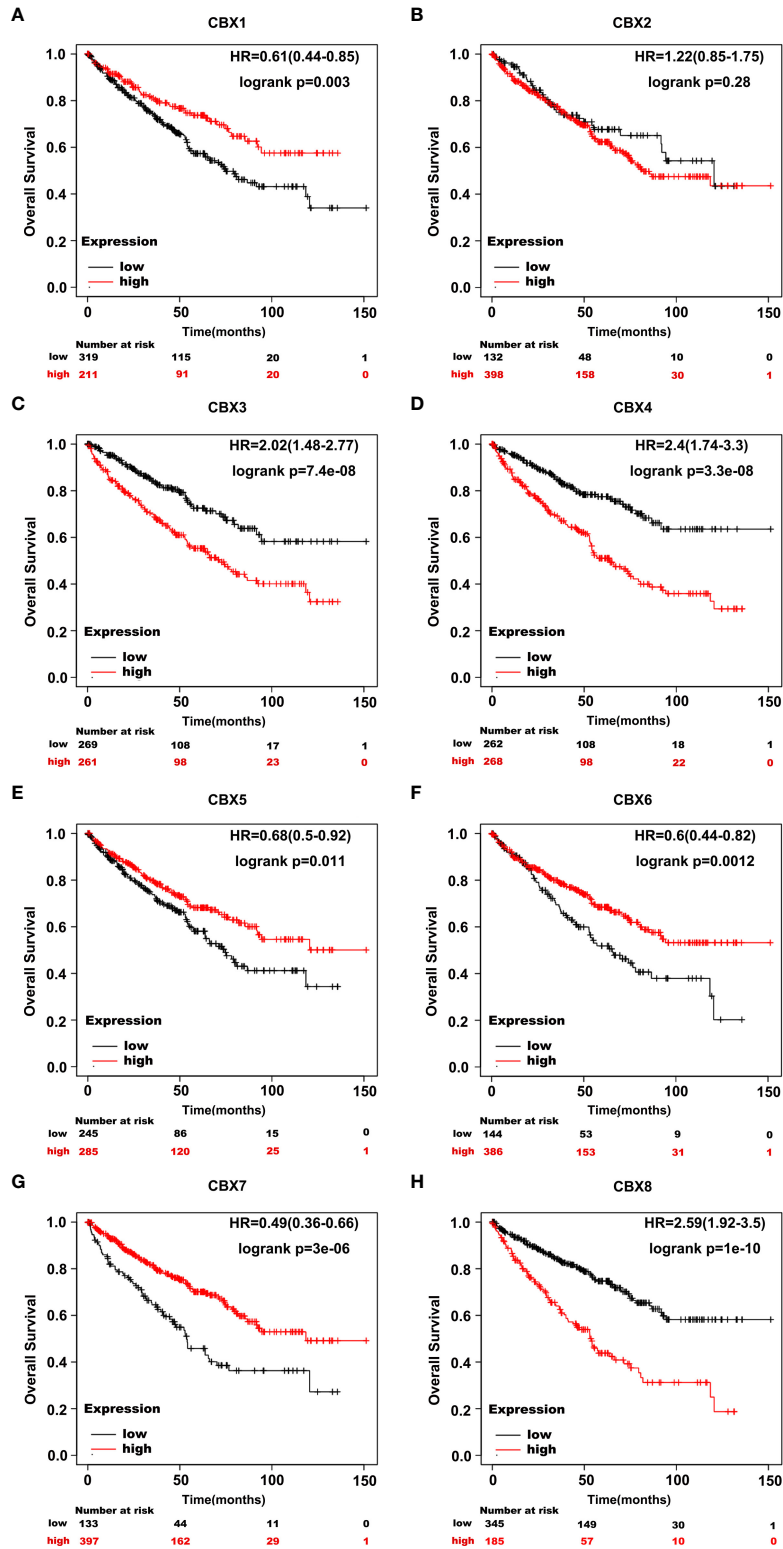 A
CBX1
HR=0.61(0.44-0.85)
logrank p=0.003
Overall Survival
1.0
0.8
0.6
0.4
0.2
0.0
Expression
low
high
0 50 100 150
Time(months)
Number at risk
low 319 115 20 1
high 211 91 20 0
B
CBX2
HR=1.22(0.85-1.75)
logrank p=0.28
Overall Survival
1.0
0.8
0.6
0.4
0.2
0.0
Expression
low
high
0 50 100 150
Time(months)
Number at risk
low 132 48 10 0
high 398 158 30 1
C
CBX3
HR=2.02(1.48-2.77)
logrank p=7.4e-08
Overall Survival
1.0
0.8
0.6
0.4
0.2
0.0
Expression
low
high
0 50 100 150
Time(months)
Number at risk
low 269 108 17 1
high 261 98 23 0
D
CBX4
HR=2.4(1.74-3.3)
logrank p=3.3e-08
Overall Survival
1.0
0.8
0.6
0.4
0.2
0.0
Expression
low
high
0 50 100 150
Time(months)
Number at risk
low 262 108 18 1
high 268 98 22 0
E
CBX5
HR=0.68(0.5-0.92)
logrank p=0.011
Overall Survival
1.0
0.8
0.6
0.4
0.2
0.0
Expression
low
high
0 50 100 150
Time(months)
Number at risk
low 245 86 15 0
high 285 120 25 1
F
CBX6
HR=0.6(0.44-0.82)
logrank p=0.0012
Overall Survival
1.0
0.8
0.6
0.4
0.2
0.0
Expression
low
high
0 50 100 150
Time(months)
Number at risk
low 144 53 9 0
high 386 153 31 1
G
CBX7
HR=0.49(0.36-0.66)
logrank p=3e-06
Overall Survival
1.0
0.8
0.6
0.4
0.2
0.0
Expression
low
high
0 50 100 150
Time(months)
Number at risk
low 133 44 11 0
high 397 162 29 1
H
CBX8
HR=2.59(1.92-3.5)
logrank p=1e-10
Overall Survival
1.0
0.8
0.6
0.4
0.2
0.0
Expression
low
high
0 50 100 150
Time(months)
Number at risk
low 345 149 30 1
high 185 57 10 0